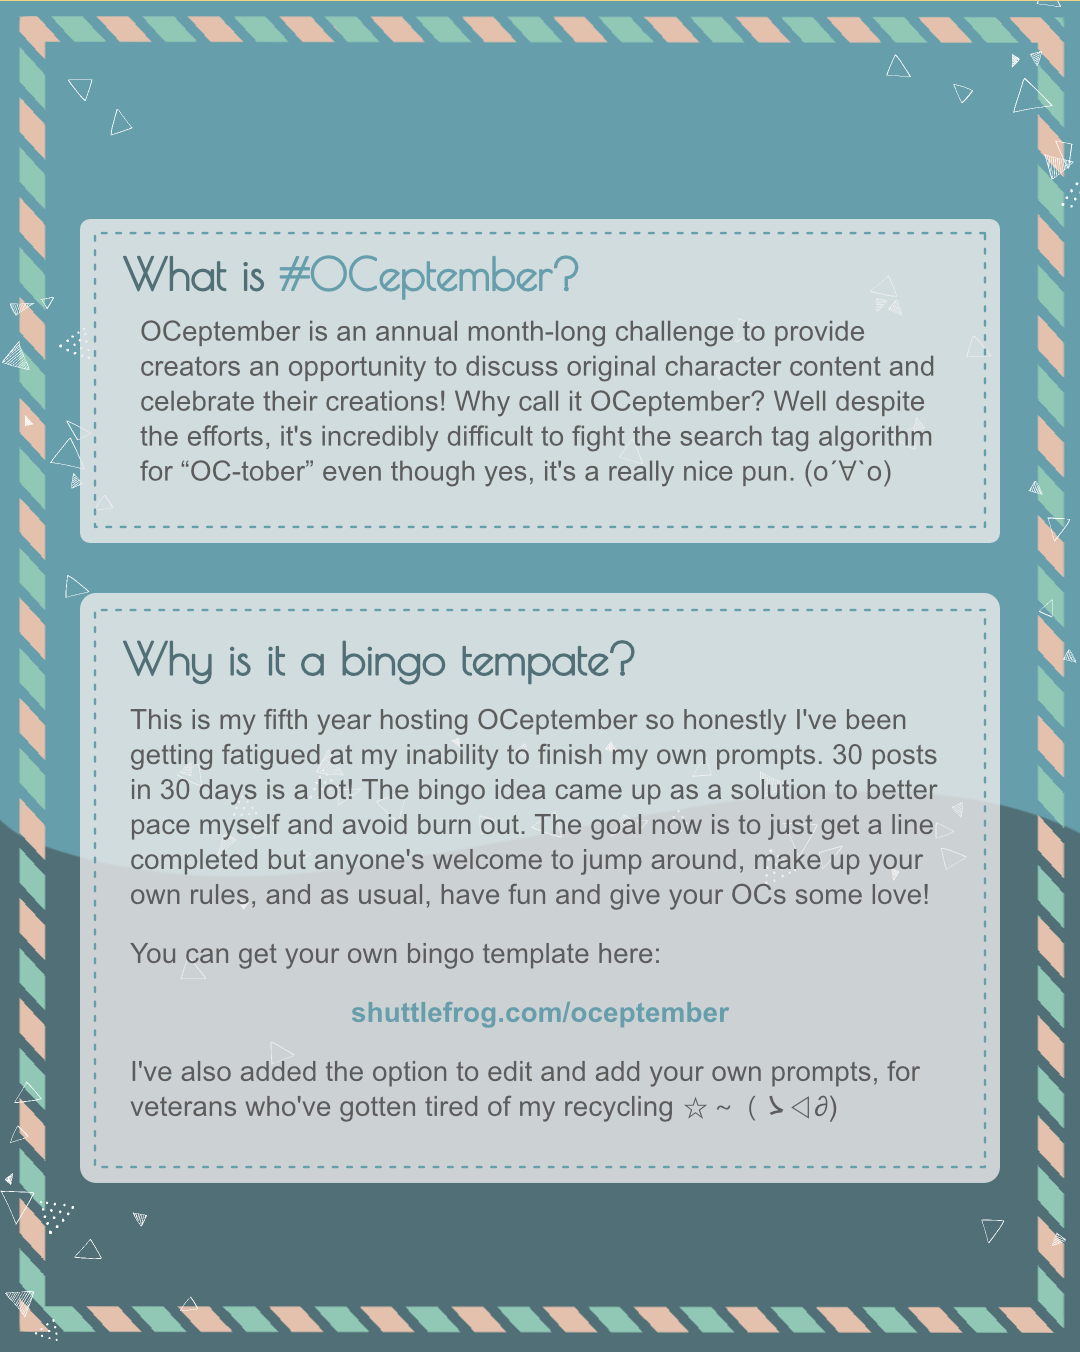 What is #OCeptember?
OCeptember is an annual month-long challenge to provide
creators an opportunity to discuss original character content and
celebrate their creations! Why call it OCeptember? Well despite
the efforts, it's incredibly difficult to fight the search tag algorithm
for “OC-tober” even though yes, it's a really nice pun. (o´∀`o)
Why is it a bingo tempate?
This is my fifth year hosting OCeptember so honestly I've been
getting fatigued at my inability to finish my own prompts. 30 posts
in 30 days is a lot! The bingo idea came up as a solution to better
pace myself and avoid burn out. The goal now is to just get a line
completed but anyone's welcome to jump around, make up your
own rules, and as usual, have fun and give your OCs some love!
You can get your own bingo template here:
shuttlefrog.com/oceptember
I've also added the option to edit and add your own prompts, for
veterans who've gotten tired of my recycling ☆ ~ （ゝ◁∂)